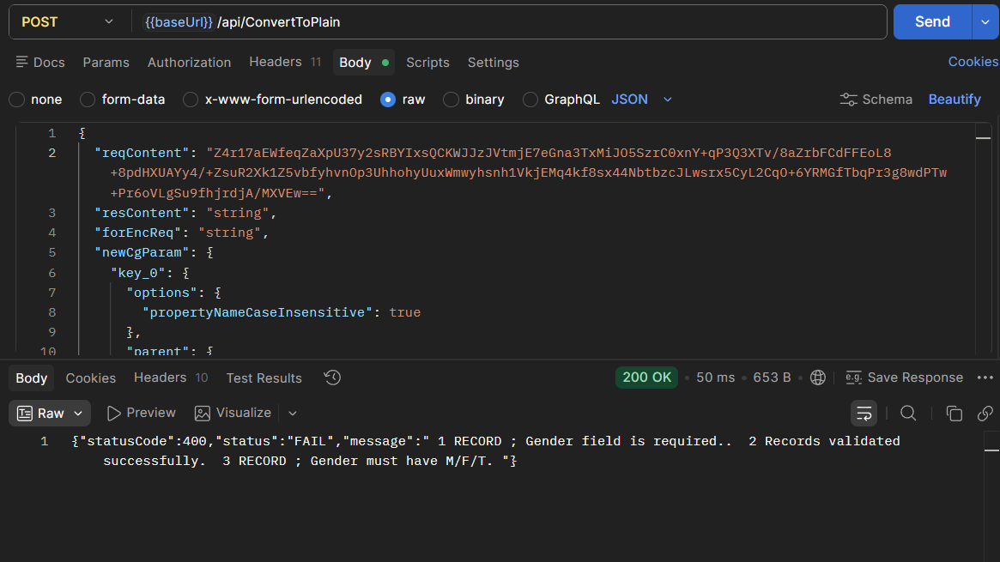 POST {{baseUrl}} /api/ConvertToPlain Send
Docs Params Authorization Headers 11 Body Scripts Settings Cookies
none form-data x-www-form-urlencoded raw binary GraphQL JSON Schema Beautify
1 {
2 "reqContent": "Z4r17aEWfeqZaXpU37y2sRBYIxsQCKWJJzJVtmjE7eGna3TxMiJO5SzrC0xnY+qP3Q3XTv/8aZrbFCdFFEoL8
+8pdHXUAYy4/+ZsuR2Xk1Z5vbfyhvnOp3UhhohyUuxWmwyhsnh1VkjEMq4kf8sx44NbtbzcJLwsrx5CyL2CqO+6YRMGfTbqPr3g8wdPTw
+Pr6oVLgSu9fhjrdjA/MXVEw==",
3 "resContent": "string",
4 "forEncReq": "string",
5 "newCgParam": {
6 "key_0": {
7 "options": {
8 "propertyNameCaseInsensitive": true
9 },
10 "parent": {
Body Cookies Headers 10 Test Results 200 OK • 50 ms • 653 B • e.g. Save Response •••
Raw Preview Visualize
1 {"statusCode":400,"status":"FAIL","message":" 1 RECORD ; Gender field is required..  2 Records validated
successfully.  3 RECORD ; Gender must have M/F/T. "}